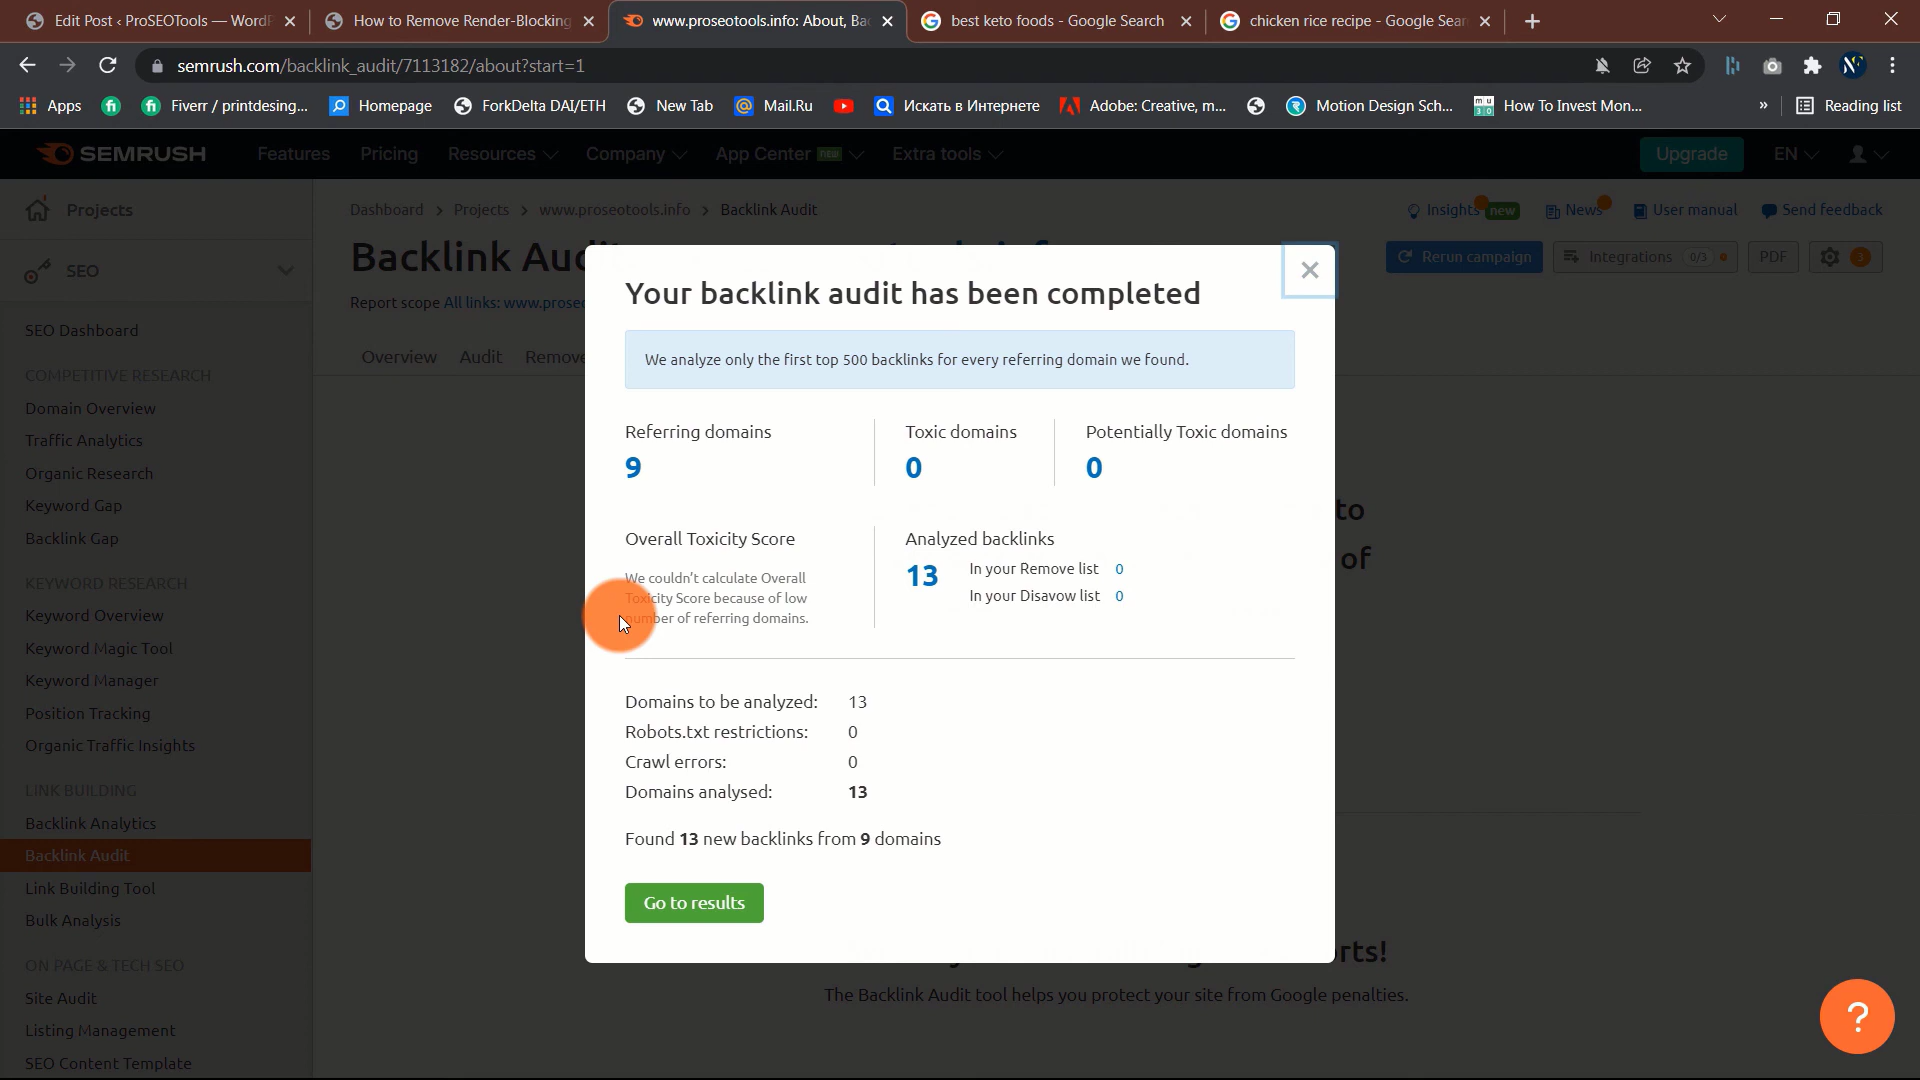 Edit Post ‹ ProSEOTools — WordP
How to Remove Render-Blocking
www.proseotools.info: About, Ba
best keto foods - Google Search
chicken rice recipe - Google Sear
semrush.com/backlink_audit/7113182/about?start=1
Apps
Fiverr / printdesing...
Homepage
ForkDelta DAI/ETH
New Tab
Mail.Ru
Искать в Интернете
Adobe: Creative, m...
Motion Design Sch...
How To Invest Mon...
»
Reading list
SEMRUSH
Features
Pricing
Resources
Company
App Center NEW
Extra tools
Upgrade
EN
Projects
Dashboard > Projects > www.proseotools.info > Backlink Audit
Insights new
News
User manual
Send feedback
Backlink Aud
Rerun campaign
Integrations 0/3
PDF
3
SEO
Report scope All links: www.prose
Overview
Audit
Remove
SEO Dashboard
COMPETITIVE RESEARCH
Domain Overview
Traffic Analytics
Organic Research
Keyword Gap
Backlink Gap
KEYWORD RESEARCH
Keyword Overview
Keyword Magic Tool
Keyword Manager
Position Tracking
Organic Traffic Insights
LINK BUILDING
Backlink Analytics
Backlink Audit
Link Building Tool
Bulk Analysis
ON PAGE & TECH SEO
Site Audit
Listing Management
SEO Content Template
Your backlink audit has been completed
We analyze only the first top 500 backlinks for every referring domain we found.
Referring domains
9
Toxic domains
0
Potentially Toxic domains
0
Overall Toxicity Score
We couldn't calculate Overall
Toxicity Score because of low
number of referring domains.
Analyzed backlinks
13
In your Remove list 0
In your Disavow list 0
Domains to be analyzed: 13
Robots.txt restrictions: 0
Crawl errors: 0
Domains analysed: 13
Found 13 new backlinks from 9 domains
Go to results
to
of
rts!
The Backlink Audit tool helps you protect your site from Google penalties.
?